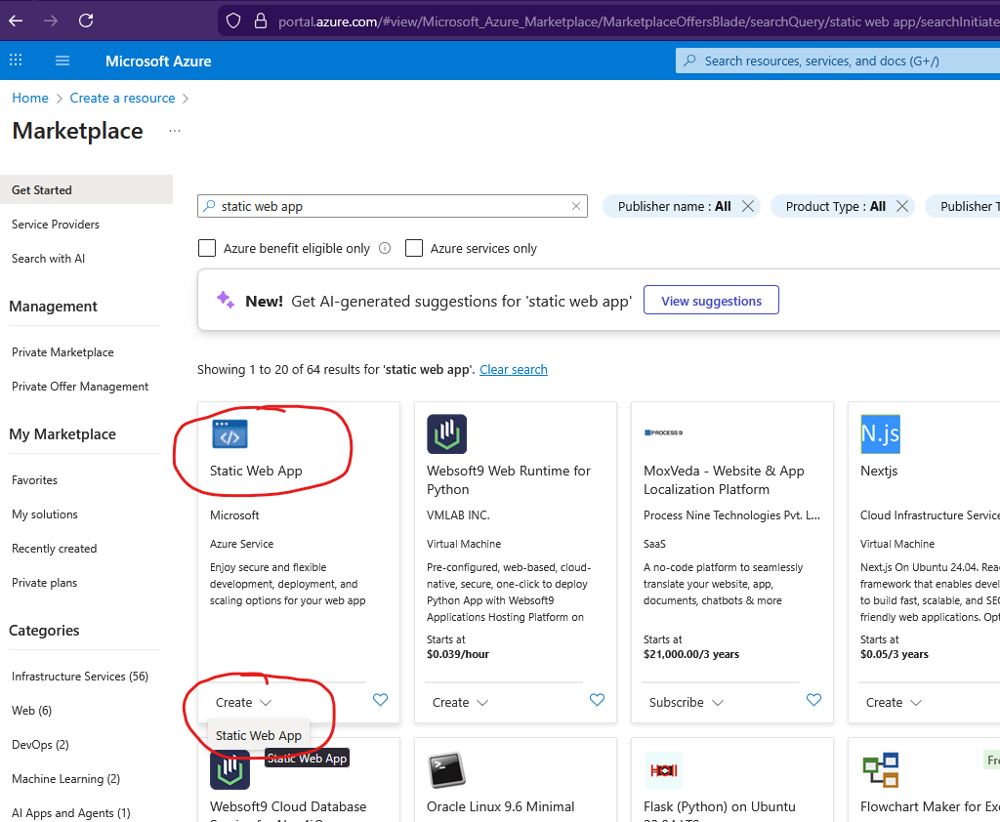 portal.azure.com/#view/Microsoft_Azure_Marketplace/MarketplaceOffersBlade/searchQuery/static web app/searchInitiate
Microsoft Azure
Search resources, services, and docs (G+/)
Home > Create a resource >
Marketplace ...
Get Started
Service Providers
Search with AI
Management
Private Marketplace
Private Offer Management
My Marketplace
Favorites
My solutions
Recently created
Private plans
Categories
Infrastructure Services (56)
Web (6)
DevOps (2)
Machine Learning (2)
AI Apps and Agents (1)
static web app
Publisher name : All
Product Type : All
Publisher T
Azure benefit eligible only
Azure services only
New! Get AI-generated suggestions for 'static web app'
View suggestions
Showing 1 to 20 of 64 results for 'static web app'. Clear search
Static Web App
Microsoft
Azure Service
Enjoy secure and flexible
development, deployment, and
scaling options for your web app
Create
Static Web App
Static Web App
Websoft9 Web Runtime for
Python
VMLAB INC.
Virtual Machine
Pre-configured, web-based, cloud-
native, secure, one-click to deploy
Python App with Websoft9
Applications Hosting Platform on
Starts at
$0.039/hour
Create
PROCESS 9
MoxVeda - Website & App
Localization Platform
Process Nine Technologies Pvt. L...
SaaS
A no-code platform to seamlessly
translate your website, app,
documents, chatbots & more
Starts at
$21,000.00/3 years
Subscribe
N.js
Nextjs
Cloud Infrastructure Service
Virtual Machine
Next.js On Ubuntu 24.04. Rea
framework that enables devel
to build fast, scalable, and SEO
friendly web applications. Opt
Starts at
$0.05/3 years
Create
Websoft9 Cloud Database
Oracle Linux 9.6 Minimal
Flask (Python) on Ubuntu
Fre
Flowchart Maker for Exc